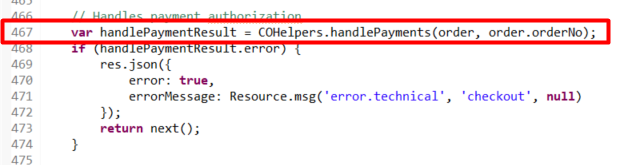 465
466 // Handles payment authorization
467 var handlePaymentResult = COHelpers.handlePayments(order, order.orderNo);
468 if (handlePaymentResult.error) {
469 res.json({
470 error: true,
471 errorMessage: Resource.msg('error.technical', 'checkout', null)
472 });
473 return next();
474 }
475